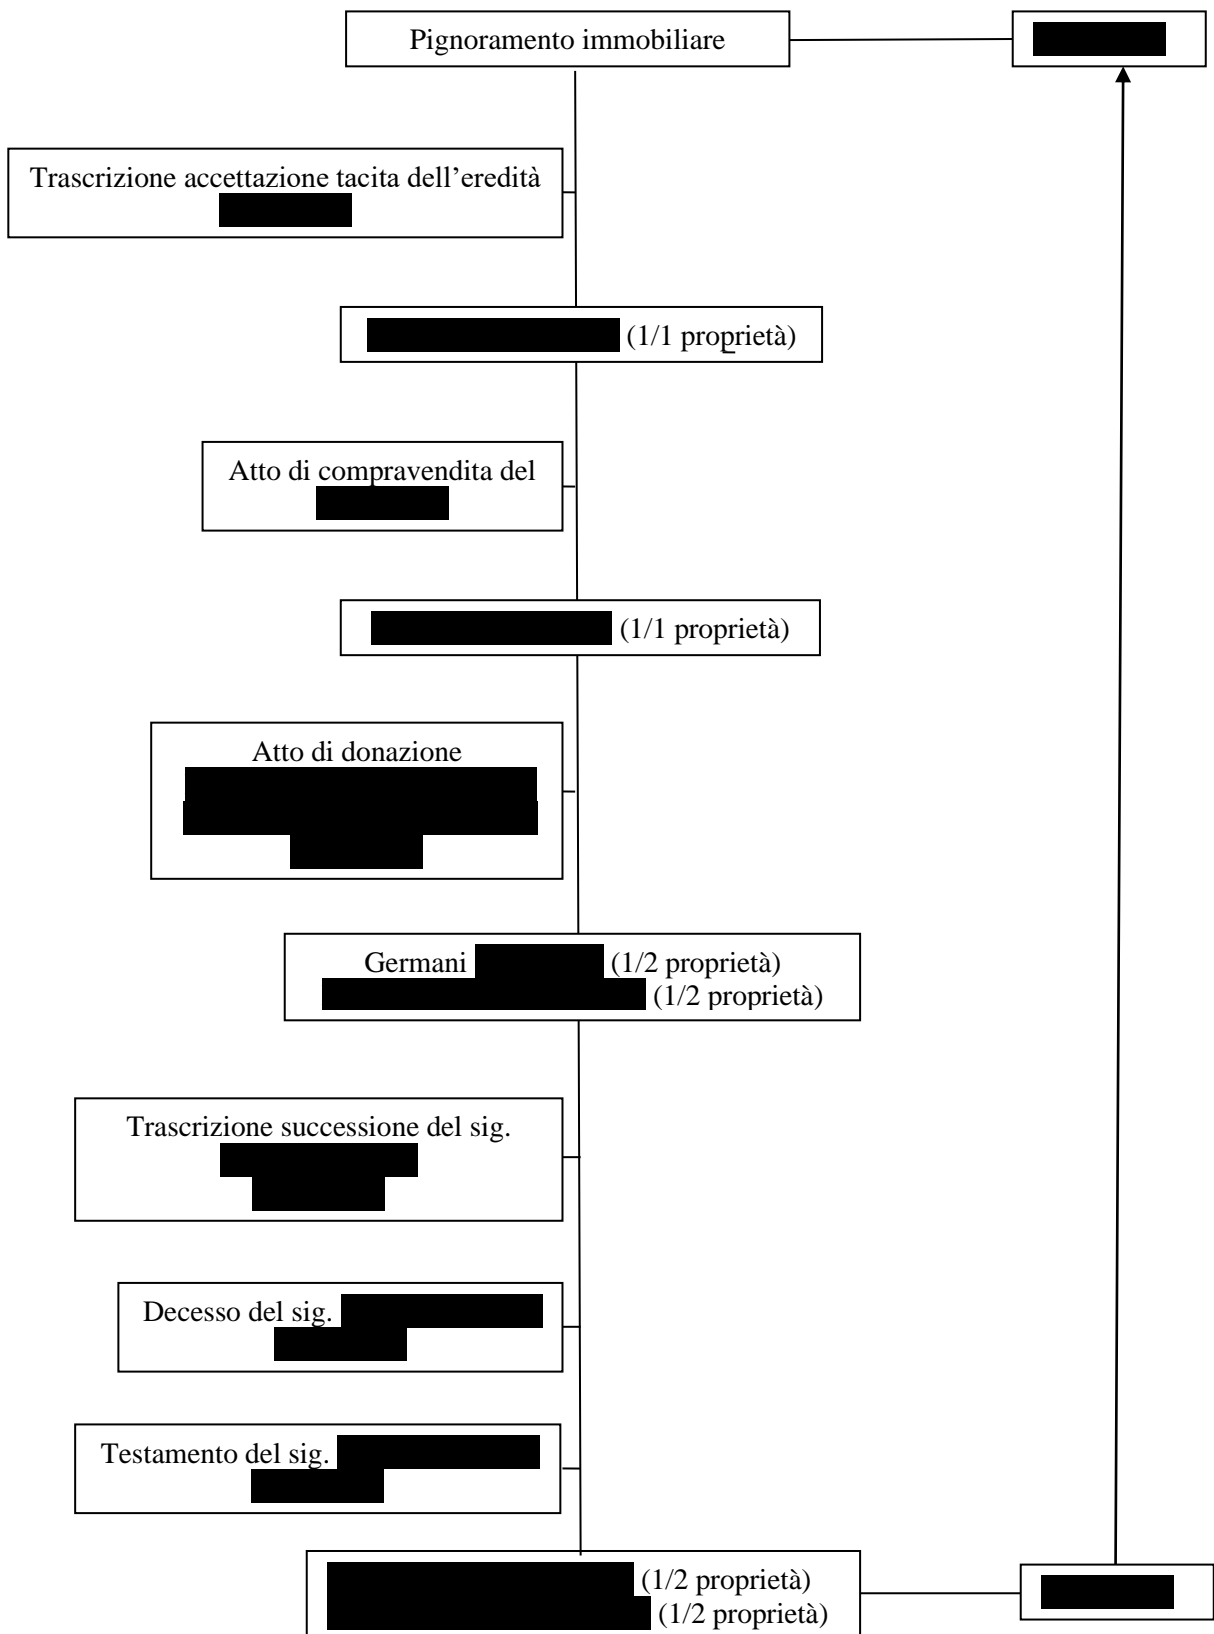 Pignoramento immobiliare
Trascrizione accettazione tacita dell’eredità
(1/1 proprietà)
Atto di compravendita del
(1/1 proprietà)
Atto di donazione
Germani (1/2 proprietà)
(1/2 proprietà)
Trascrizione successione del sig.
Decesso del sig.
Testamento del sig.
(1/2 proprietà)
(1/2 proprietà)